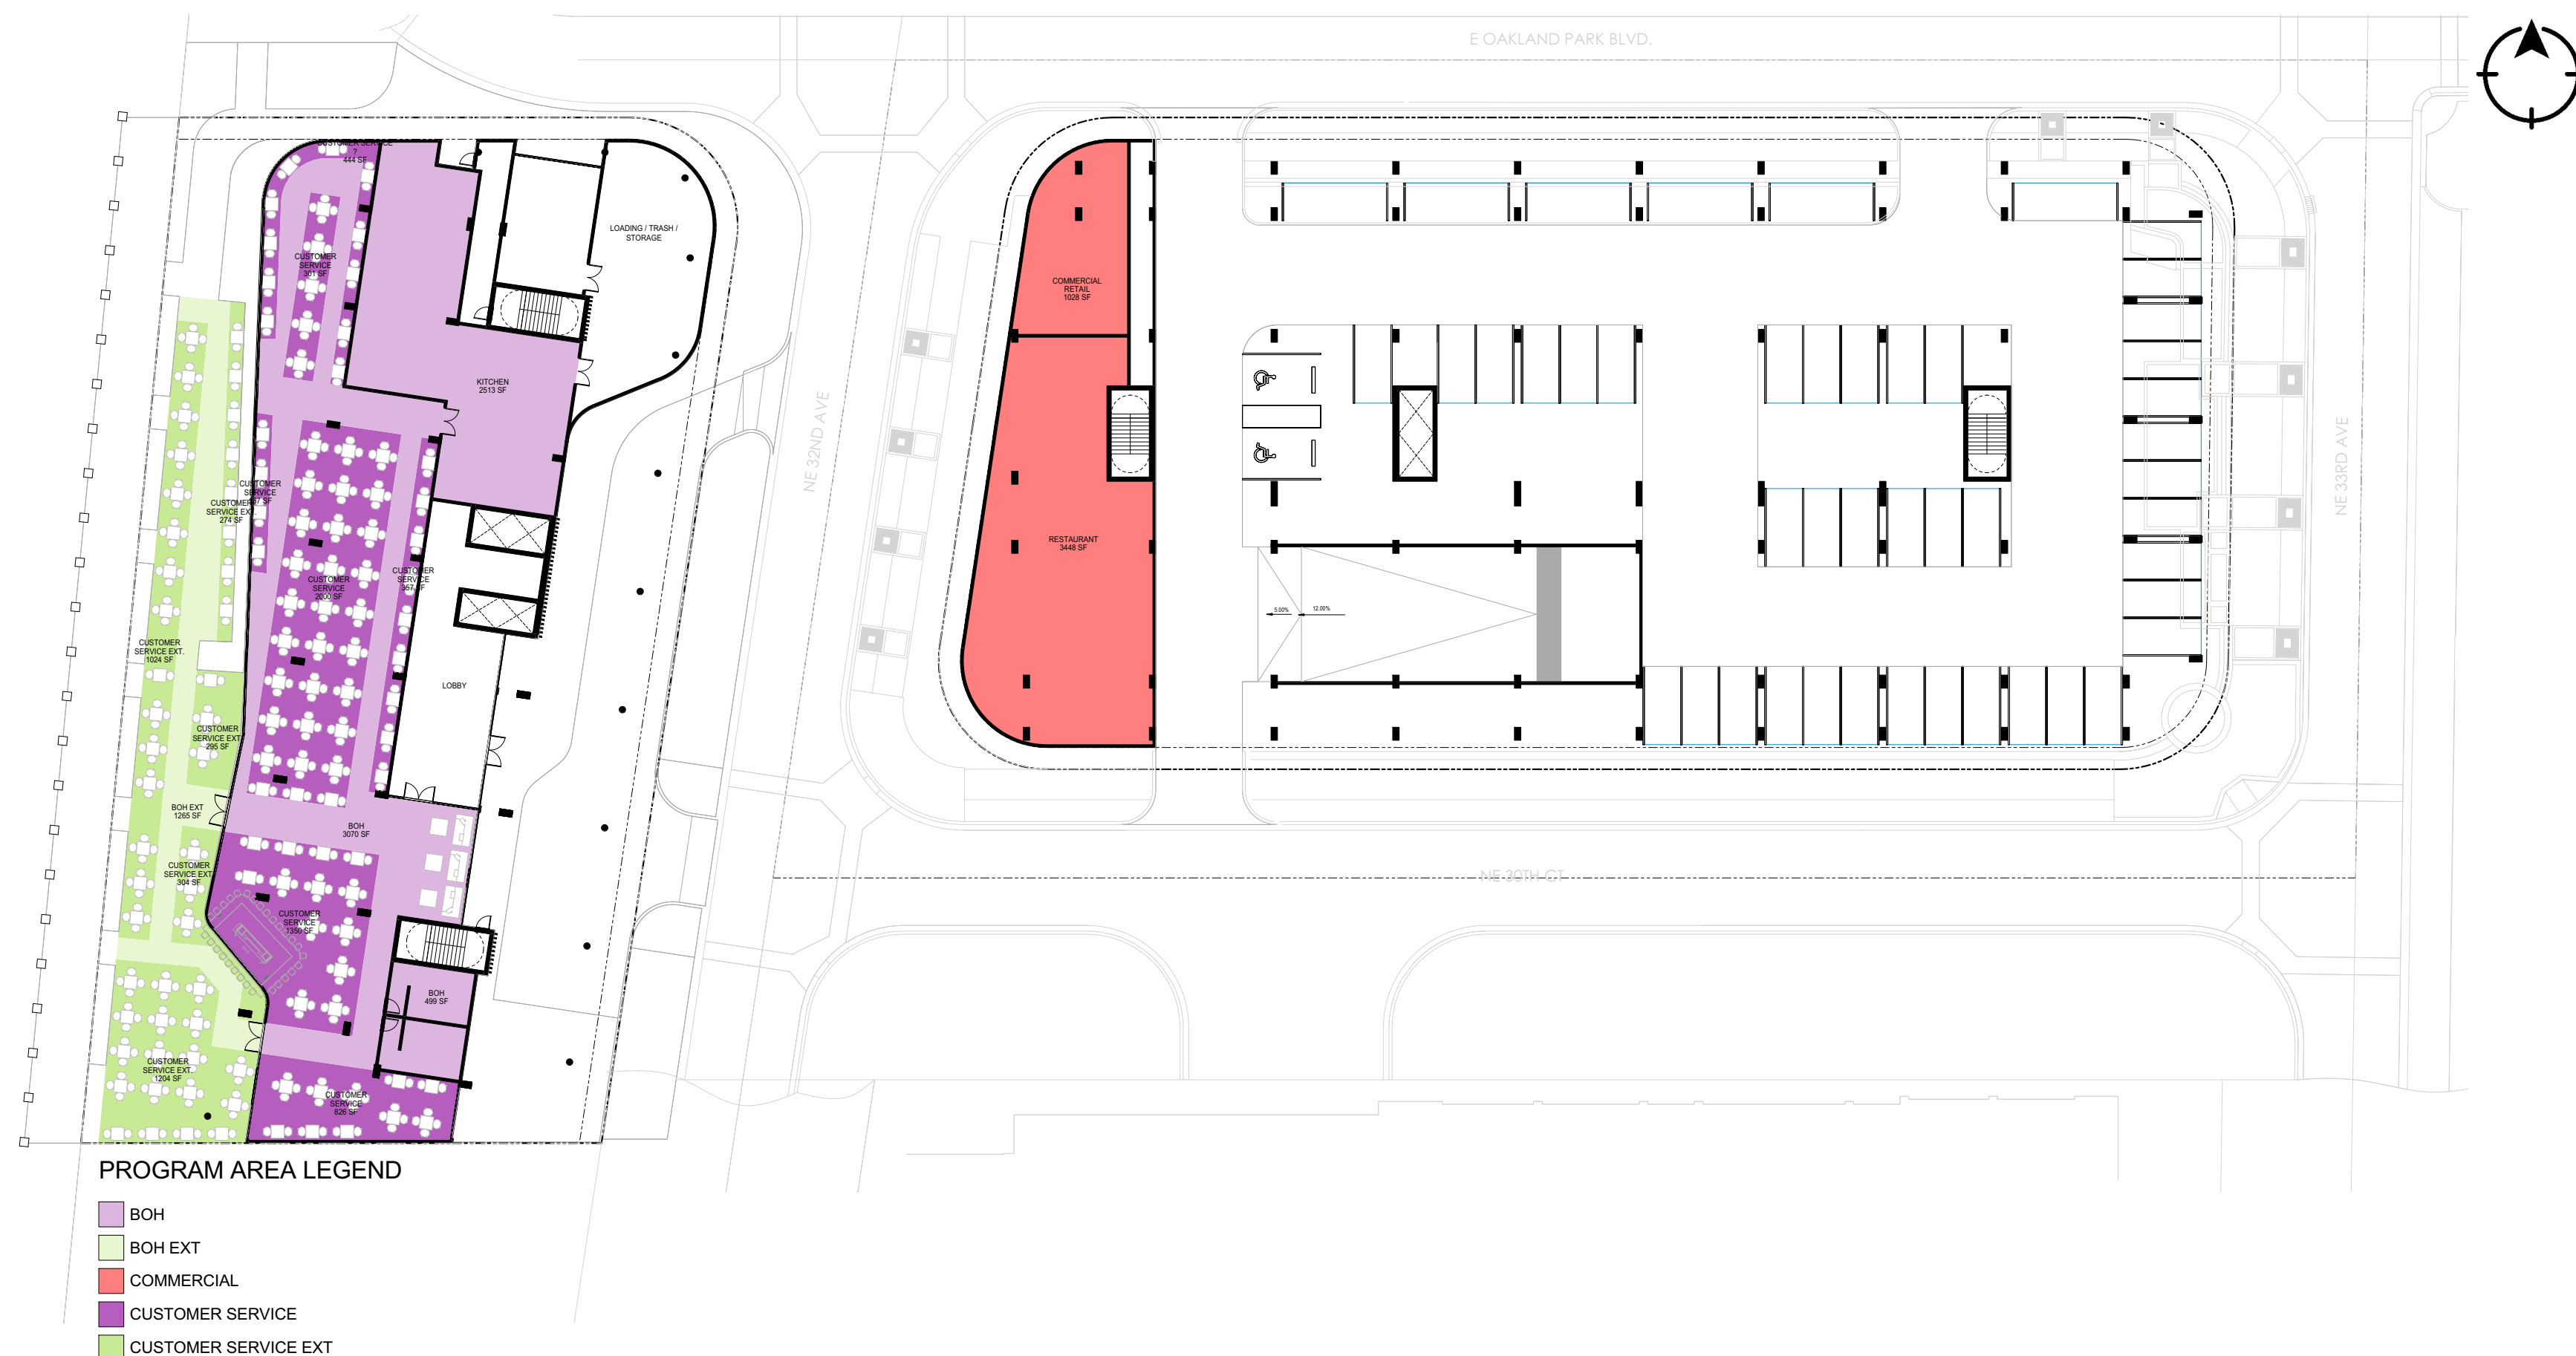 E OAKLAND PARK BLVD.
CUSTOMER SERVICE
?
444 SF
LOADING / TRASH /
STORAGE
CUSTOMER
SERVICE
301 SF
COMMERCIAL
RETAIL
1028 SF
KITCHEN
2513 SF
NE 32ND AVE
NE 33RD AVE
CUSTOMER
SERVICE
CUSTOMER
SERVICE EXT.
274 SF
RESTAURANT
3448 SF
CUSTOMER
SERVICE
2000 SF
CUSTOMER
SERVICE
357 SF
5.00%
12.00%
CUSTOMER
SERVICE EXT.
1024 SF
LOBBY
CUSTOMER
SERVICE EXT.
295 SF
BOH EXT
1265 SF
BOH
3070 SF
CUSTOMER
SERVICE EXT.
304 SF
NE 30TH CT
CUSTOMER
SERVICE
1350 SF
BOH
499 SF
CUSTOMER
SERVICE EXT.
1204 SF
CUSTOMER
SERVICE
826 SF
PROGRAM AREA LEGEND
BOH
BOH EXT
COMMERCIAL
CUSTOMER SERVICE
CUSTOMER SERVICE EXT